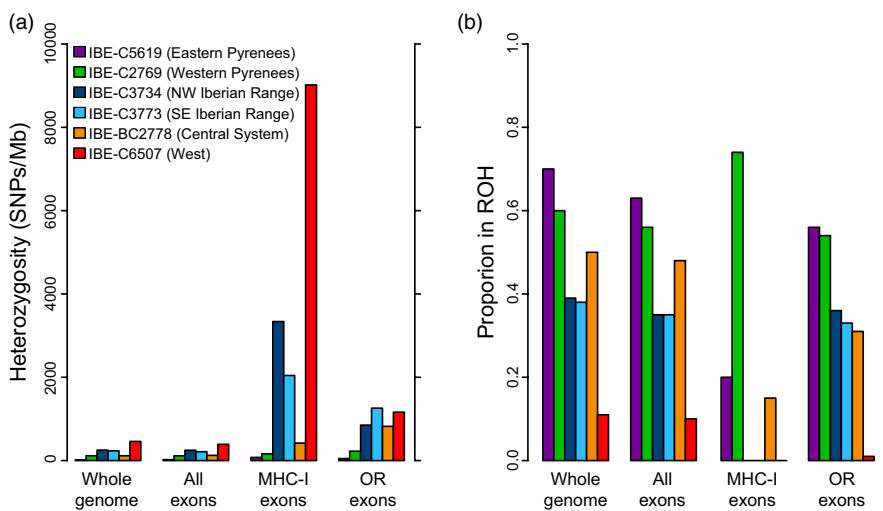 (a)
Heterozygosity (SNPs/Mb)
10000
8000
6000
4000
2000
0
IBE-C5619 (Eastern Pyrenees)
IBE-C2769 (Western Pyrenees)
IBE-C3734 (NW Iberian Range)
IBE-C3773 (SE Iberian Range)
IBE-BC2778 (Central System)
IBE-C6507 (West)
Whole genome
All exons
MHC-I exons
OR exons
(b)
Proporion in ROH
1.0
0.8
0.6
0.4
0.2
0.0
Whole genome
All exons
MHC-I exons
OR exons